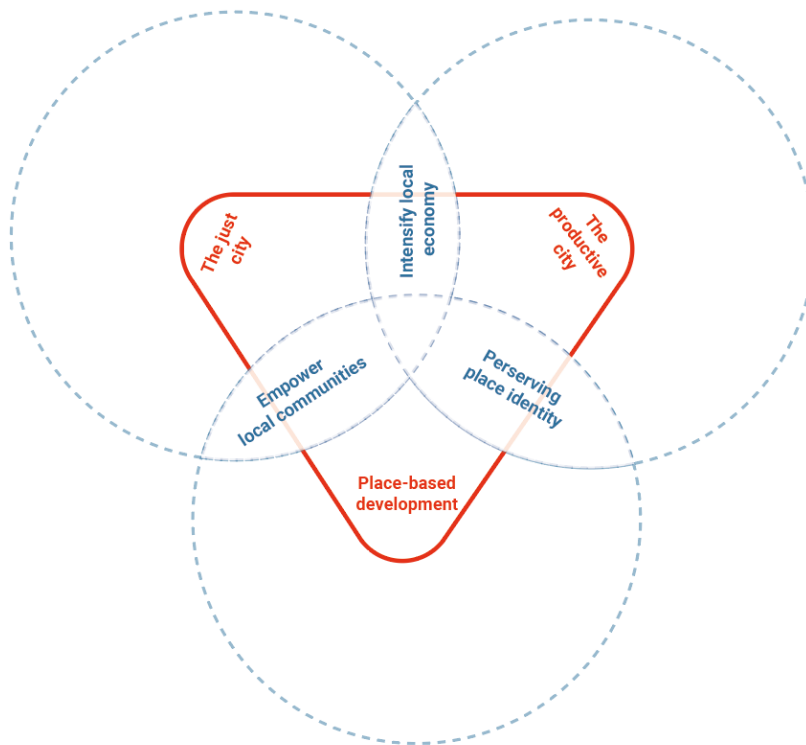 Intensify local
economy
The just
city
The
productive
city
Empower
local communities
Perserving
place identity
Place-based
development